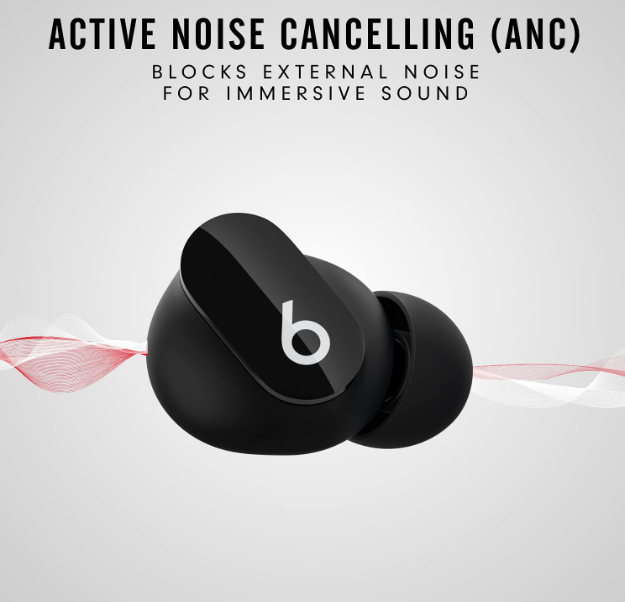 ACTIVE NOISE CANCELLING (ANC)
BLOCKS EXTERNAL NOISE
FOR IMMERSIVE SOUND
b